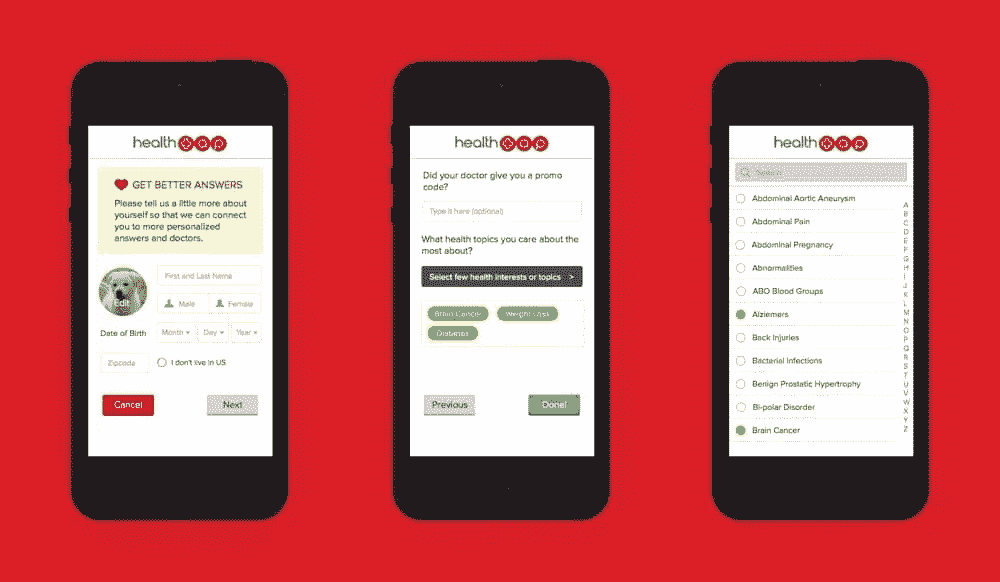 healthtap
GET BETTER ANSWERS
Please tell us a little more about
yourself so that we can connect
you to more personalized
answers and doctors.
Edit
First and Last Name
Male
Female
Date of Birth
Month
Day
Year
Zipcode
I don't live in US
Cancel
Next
healthtap
Did your doctor give you a promo
code?
Type it here (optional)
What health topics you care about the
most about?
Select few health interests or topics >
Brain Cancer
Weight Loss
Diabetes
Previous
Done!
healthtap
Search
Abdominal Aortic Aneurysm
Abdominal Pain
Abdominal Pregnancy
Abnormalities
ABO Blood Groups
Alziemers
Back Injuries
Bacterial Infections
Benign Prostatic Hypertrophy
Bi-polar Disorder
Brain Cancer
A
B
C
D
E
F
G
H
I
J
K
L
M
N
O
P
Q
R
S
T
U
V
W
X
Y
Z